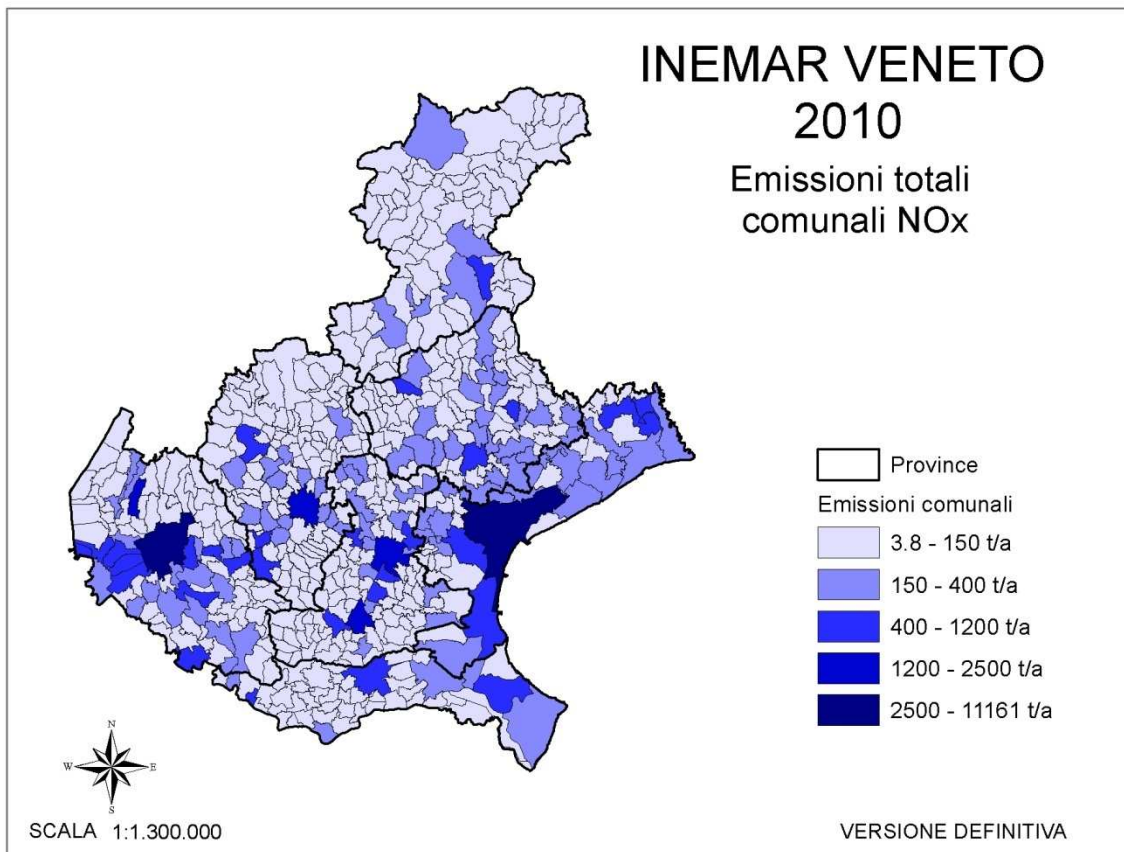 INEMAR VENETO
2010
Emissioni totali
comunali NOx
Province
Emissioni comunali
3.8 - 150 t/a
150 - 400 t/a
400 - 1200 t/a
1200 - 2500 t/a
2500 - 11161 t/a
N
W E
S
SCALA 1:1.300.000
VERSIONE DEFINITIVA